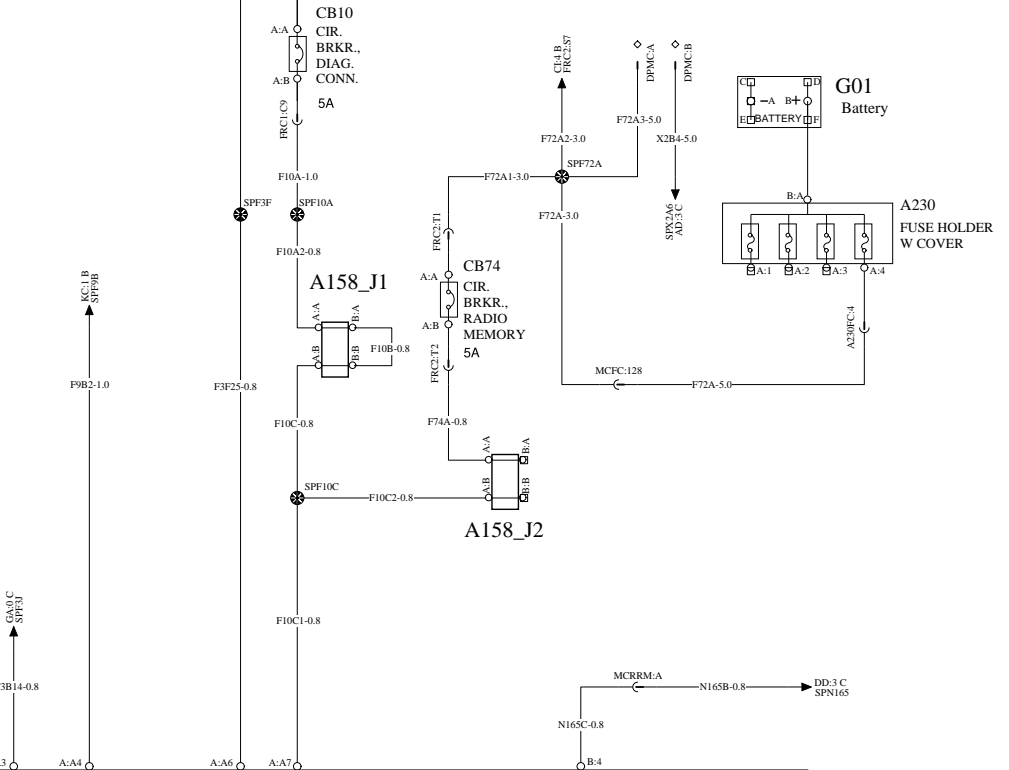 CB10
A:A
CIR.
BRKR.,
DIAG.
CONN.
A:B
5A
FRC1:C9
F10A-1.0
SPF3F
SPF10A
F10A2-0.8
CI:4 B
FRC2:S7
DPMC:A
DPMC:B
F72A3-5.0
F72A2-3.0
X2B4-5.0
SPF72A
F72A1-3.0
F72A-3.0
SPX2A6
AD:3 C
C
D
A
B
E
BATTERY
F
G01
Battery
B:A
A230
FUSE HOLDER
W COVER
A:1
A:2
A:3
A:4
A230FC:4
FRC2:T1
CB74
A:A
CIR.
BRKR.,
RADIO
MEMORY
A:B
5A
FRC2:T2
KC:1 B
SPF9B
A158_J1
A:A
B:A
A:B
B:B
F10B-0.8
MCFC:128
F72A-5.0
F9B2-1.0
F3F25-0.8
F10C-0.8
F74A-0.8
A:A
B:A
A:B
B:B
SPF10C
F10C2-0.8
A158_J2
GA:0 C
SPF3J
F10C1-0.8
3B14-0.8
MCRRM:A
N165B-0.8
DD:3 C
SPN165
N165C-0.8
3
A:A4
A:A6
A:A7
B:4